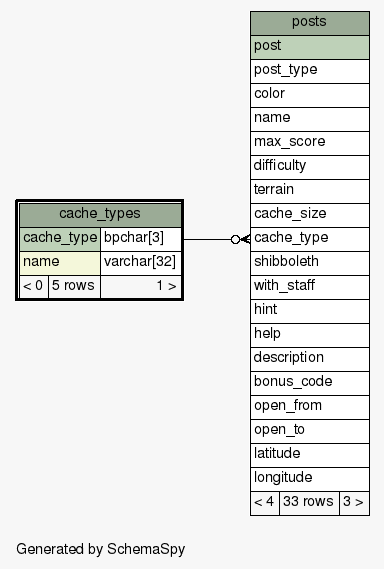 cache_types
cache_type bpchar[3]
name varchar[32]
< 0 5 rows 1 >
posts
post
post_type
color
name
max_score
difficulty
terrain
cache_size
cache_type
shibboleth
with_staff
hint
help
description
bonus_code
open_from
open_to
latitude
longitude
< 4 33 rows 3 >
Generated by SchemaSpy